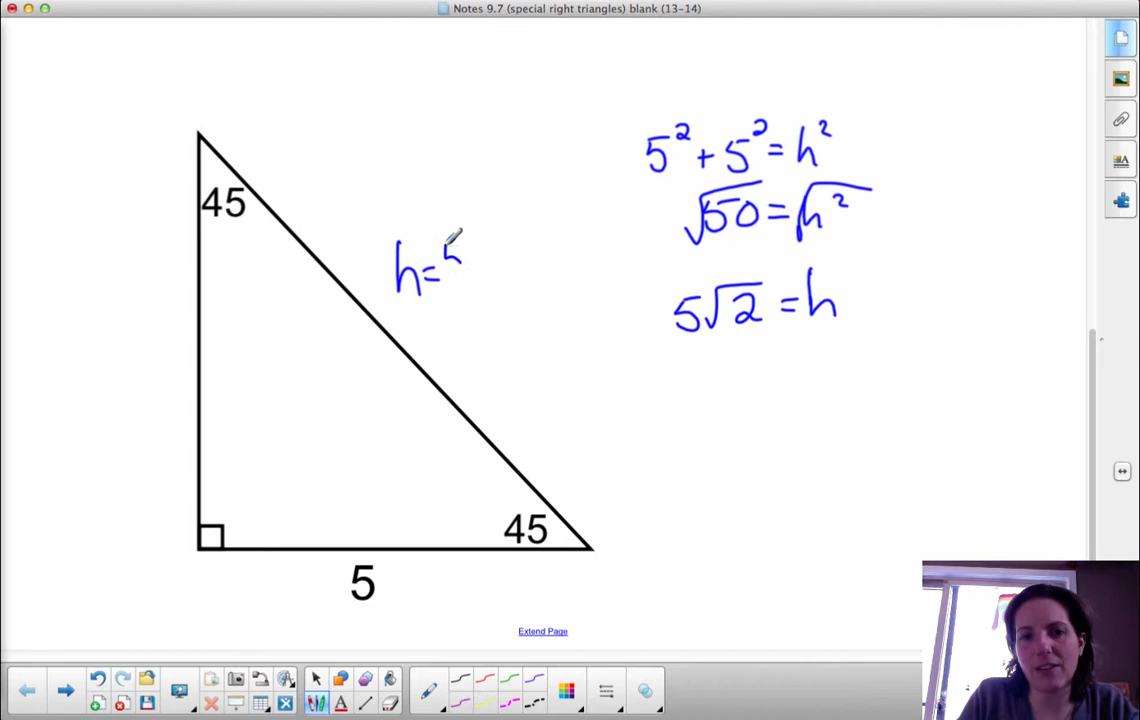 Notes 9.7 (special right triangles) blank (13-14)
45
h=5
5² + 5² = h²
√50 = √h²
5√2 = h
45
5
Extend Page